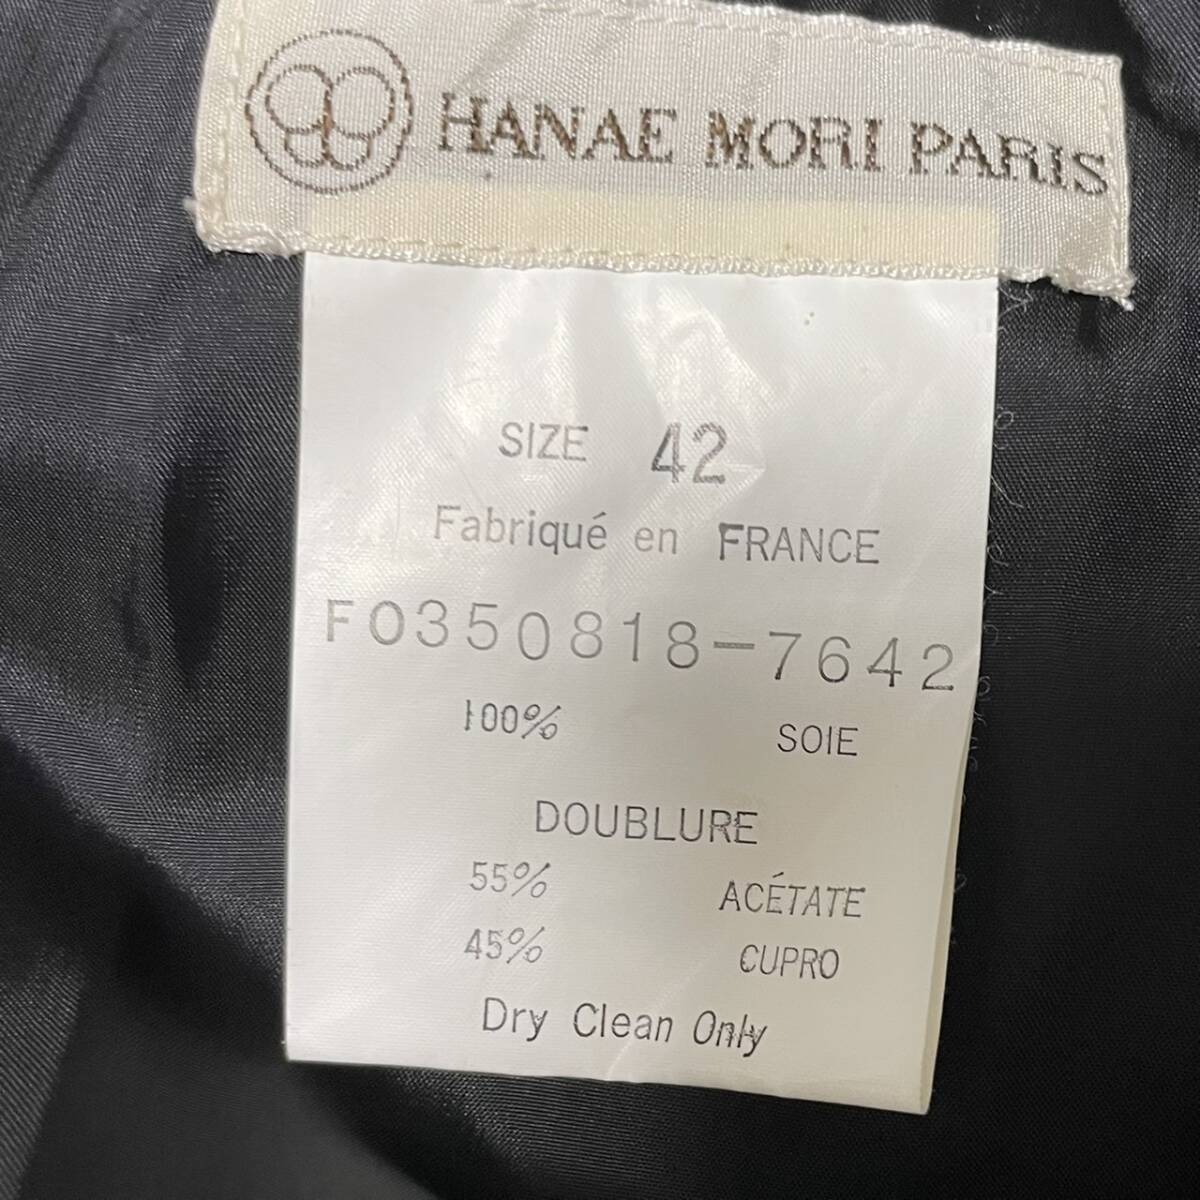 HANAE MORI PARIS
SIZE 42
Fabriqué en FRANCE
FO350818-7642
100% SOIE
DOUBLURE
55% ACÉTATE
45% CUPRO
Dry Clean Only